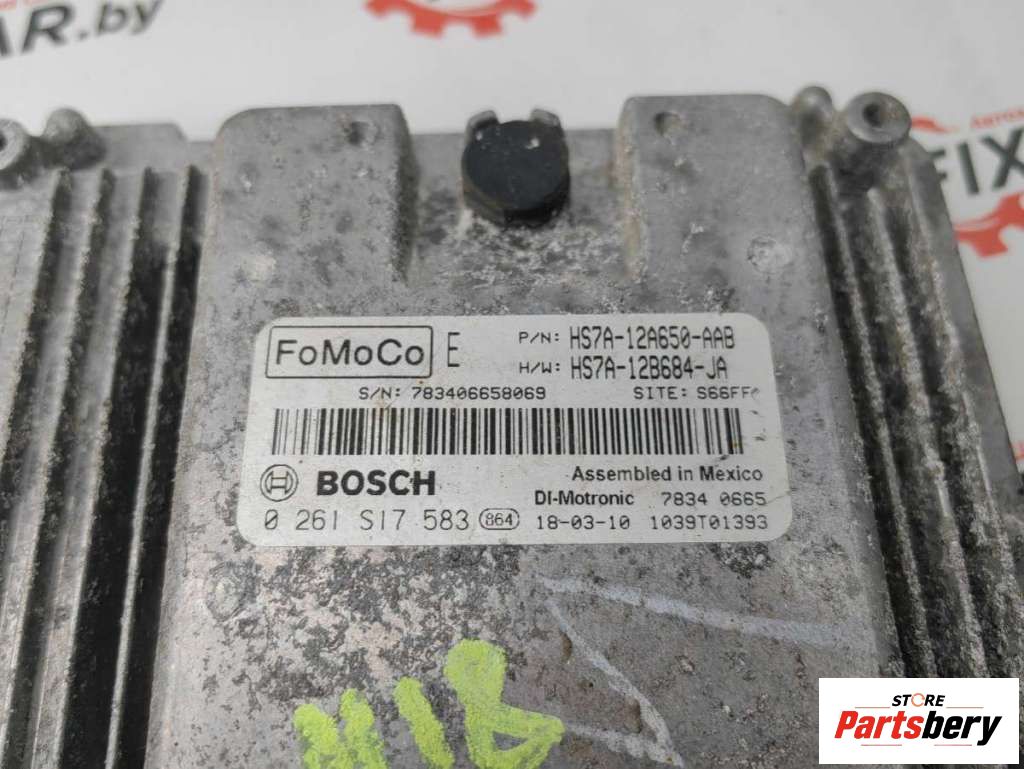 AR.by
FIX
FoMoCo E P/N: HS7A-12A650-AAB
H/W: HS7A-12B684-JA
S/N: 783406658069 SITE: S66FF
BOSCH Assembled in Mexico
DI-Motronic 7834 0665
0 261 S17 583 864 18-03-10 1039T01393
STORE
Partsbery